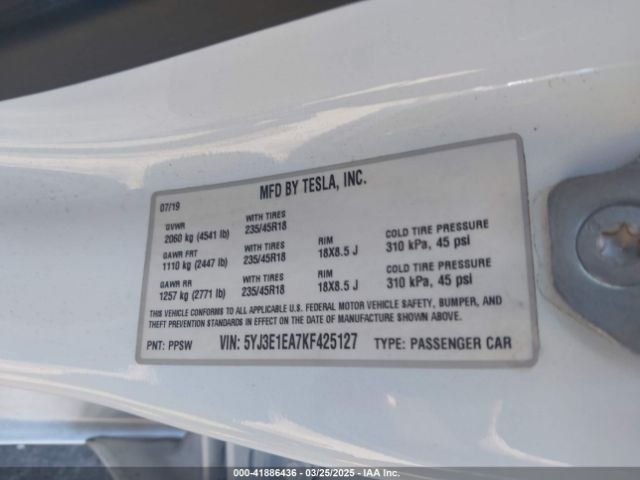 MFD BY TESLA, INC.
07/19
GVWR WITH TIRES
2060 kg (4541 lb) 235/45R18
GAWR FRT WITH TIRES RIM COLD TIRE PRESSURE
1110 kg (2447 lb) 235/45R18 18X8.5 J 310 kPa, 45 psi
GAWR RR WITH TIRES RIM COLD TIRE PRESSURE
1257 kg (2771 lb) 235/45R18 18X8.5 J 310 kPa, 45 psi
THIS VEHICLE CONFORMS TO ALL APPLICABLE U.S. FEDERAL MOTOR VEHICLE SAFETY, BUMPER, AND
THEFT PREVENTION STANDARDS IN EFFECT ON THE DATE OF MANUFACTURE SHOWN ABOVE.
PNT: PPSW VIN: 5YJ3E1EA7KF425127 TYPE: PASSENGER CAR
000-41886436 - 03/25/2025 - IAA Inc.